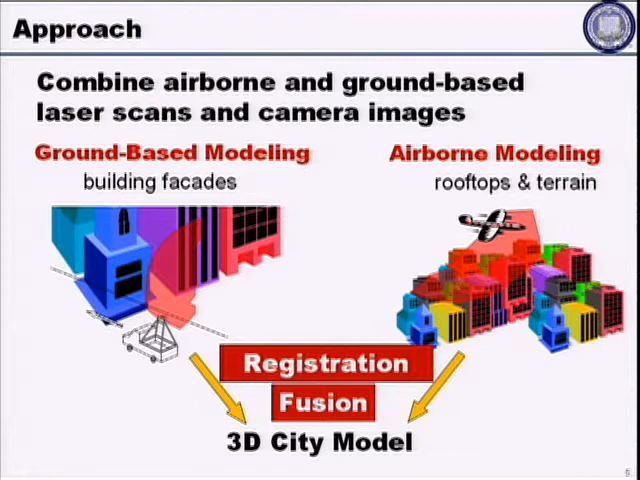 Approach
Combine airborne and ground-based
laser scans and camera images
Ground-Based Modeling
building facades
Airborne Modeling
rooftops & terrain
Registration
Fusion
3D City Model